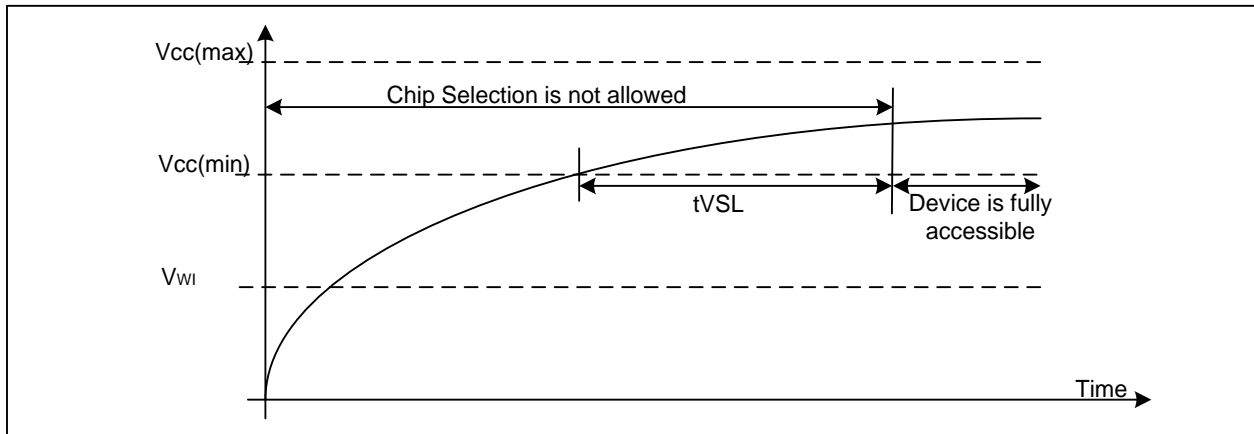 Vcc(max)
Chip Selection is not allowed
Vcc(min)
tVSL
Device is fully
accessible
VWI
Time